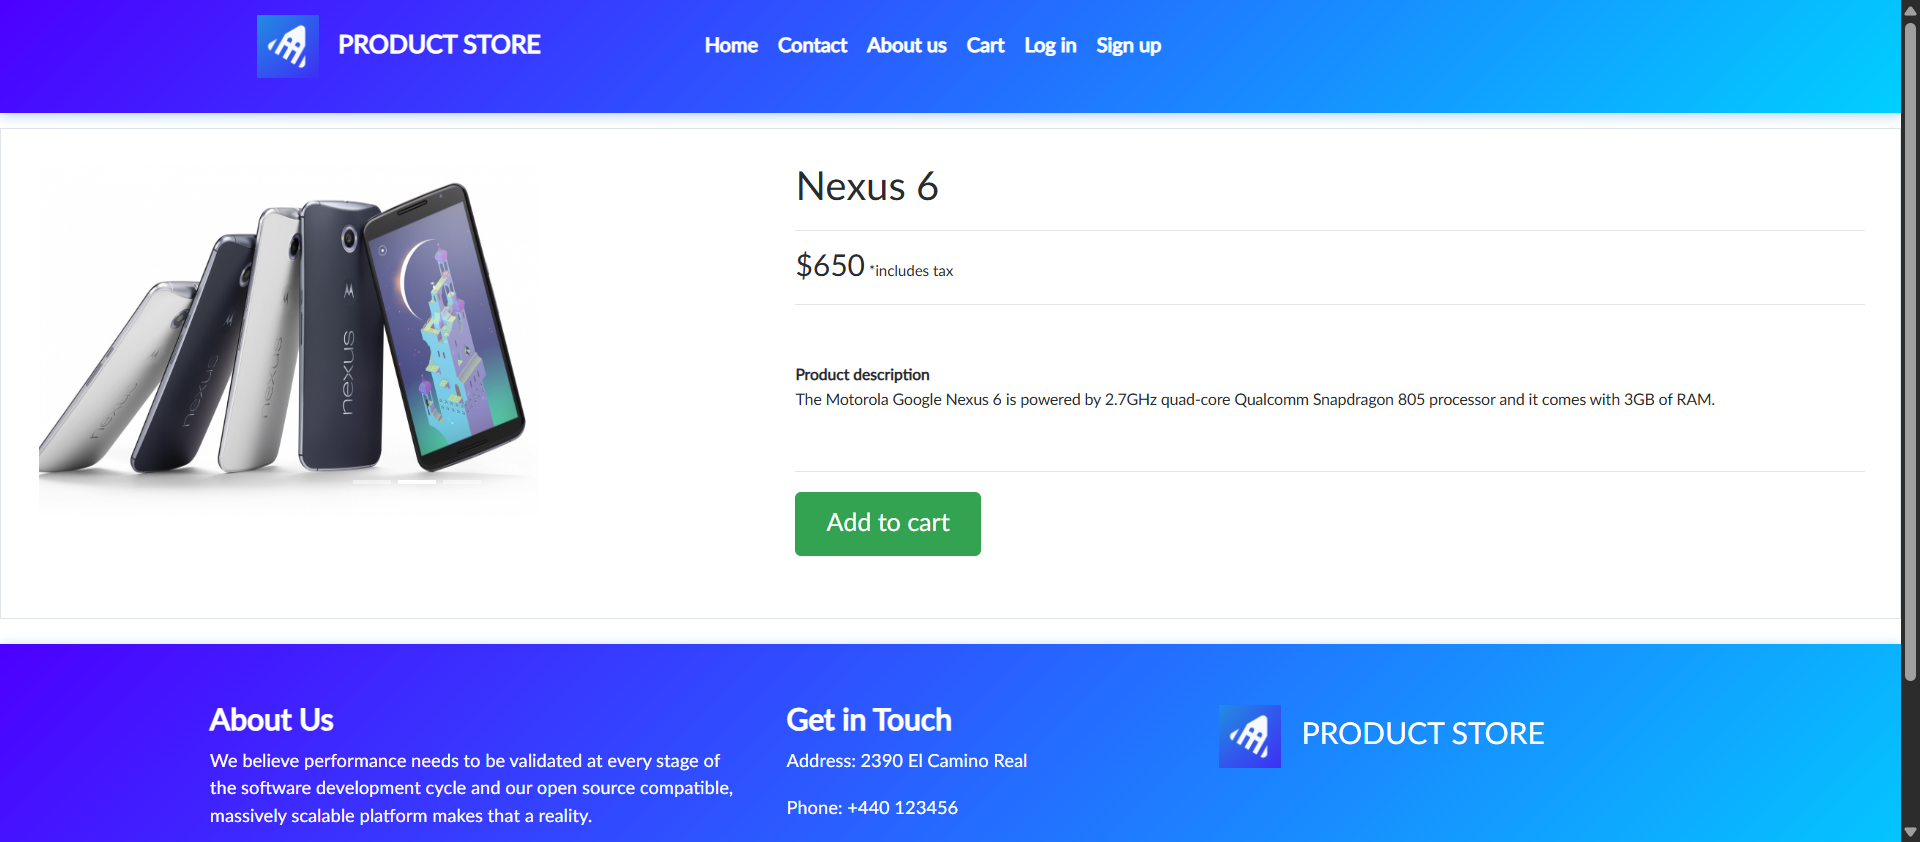 PRODUCT STORE
Home Contact About us Cart Log in Sign up
Nexus 6
$650 *includes tax
Product description
The Motorola Google Nexus 6 is powered by 2.7GHz quad-core Qualcomm Snapdragon 805 processor and it comes with 3GB of RAM.
Add to cart
nexus
nexus
nexus
nexus
About Us
We believe performance needs to be validated at every stage of
the software development cycle and our open source compatible,
massively scalable platform makes that a reality.
Get in Touch
Address: 2390 El Camino Real
Phone: +440 123456
PRODUCT STORE